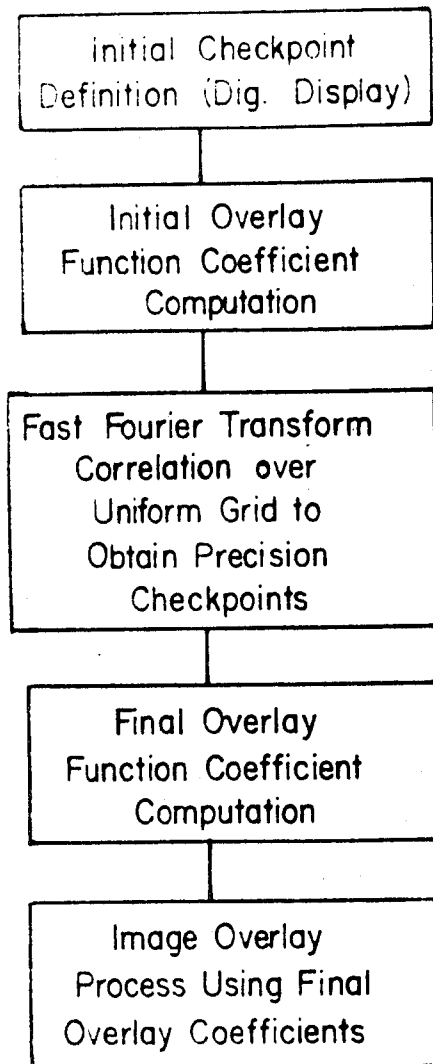 Initial Checkpoint
Definition (Dig. Display)
Initial Overlay
Function Coefficient
Computation
Fast Fourier Transform
Correlation over
Uniform Grid to
Obtain Precision
Checkpoints
Final Overlay
Function Coefficient
Computation
Image Overlay
Process Using Final
Overlay Coefficients